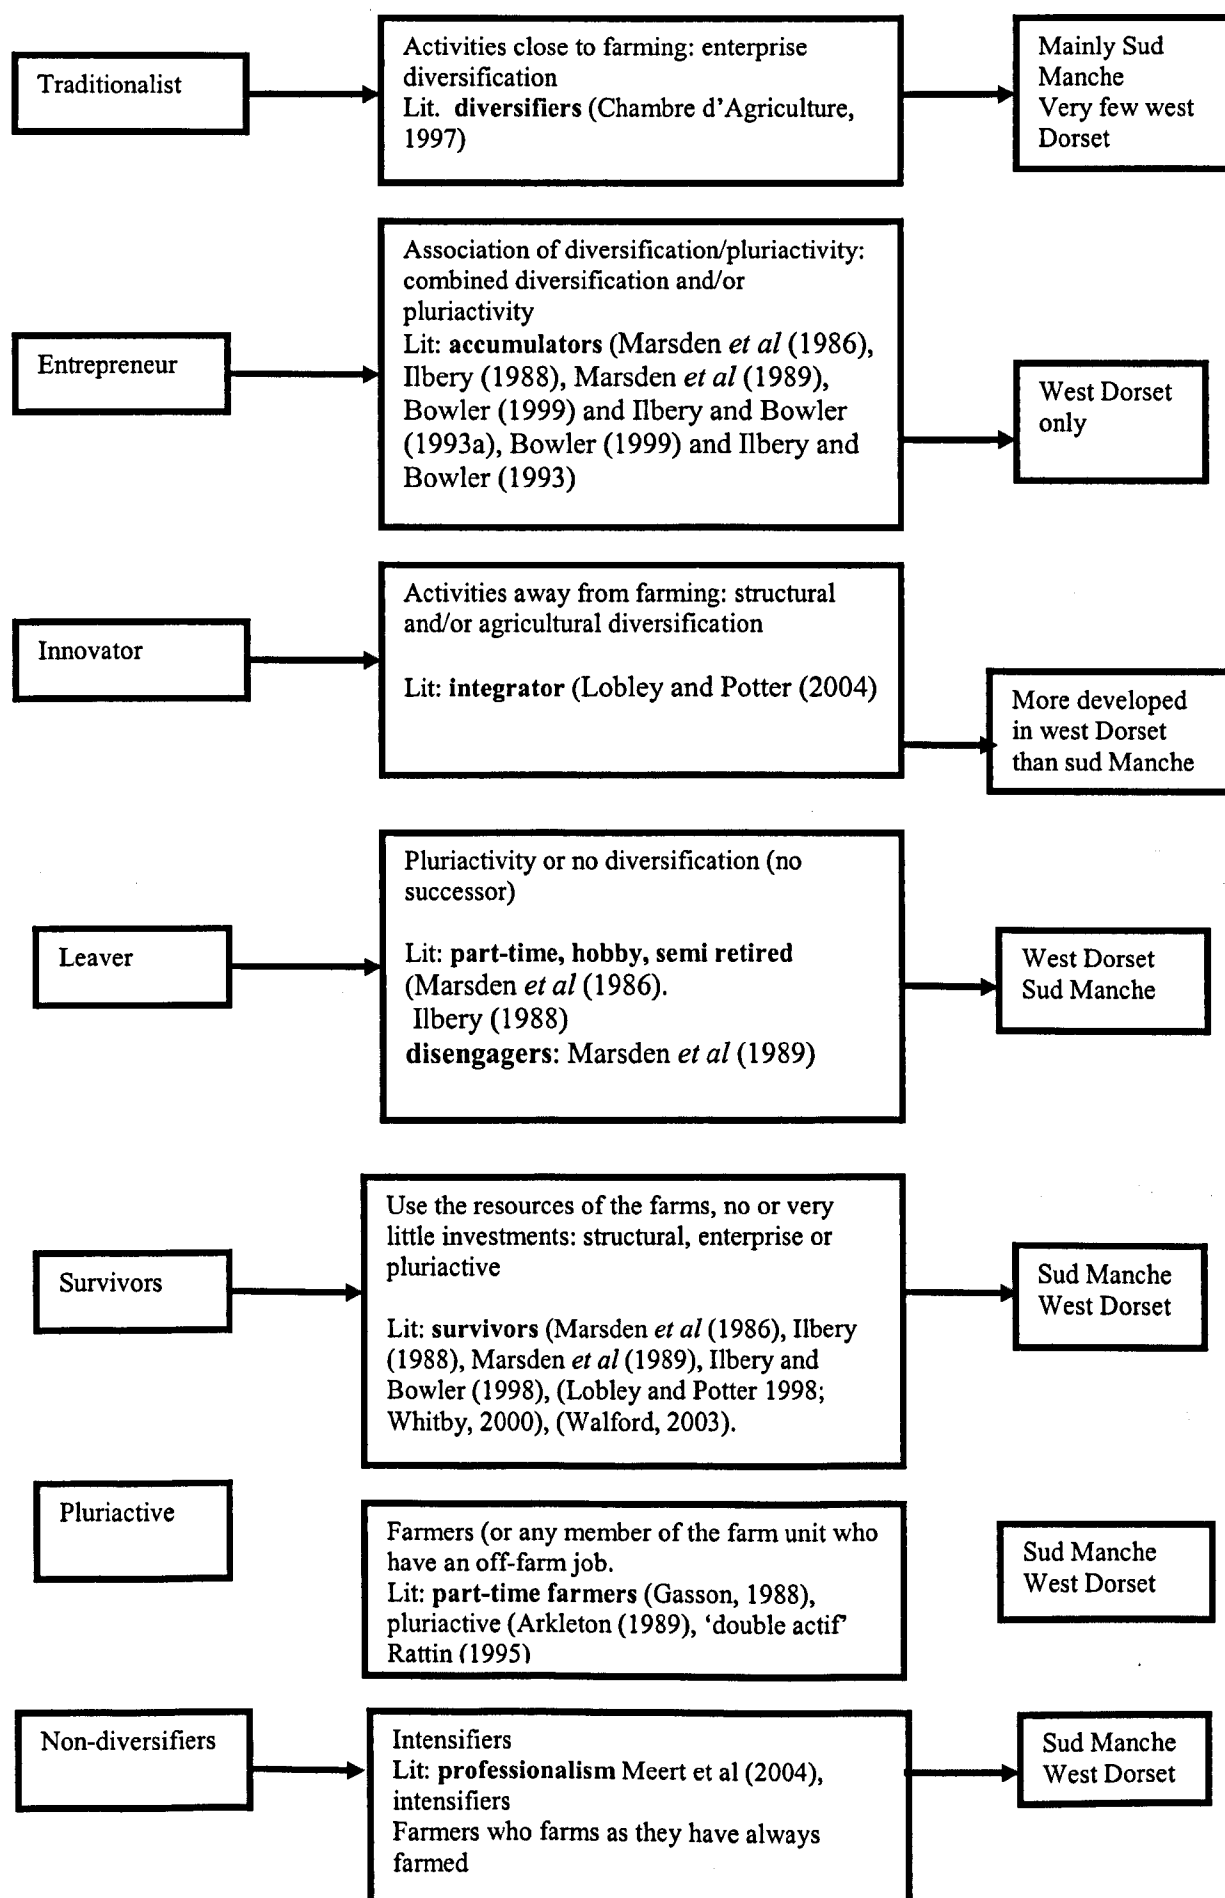 Traditionalist
Activities close to farming: enterprise
diversification
Lit. diversifiers (Chambre d'Agriculture,
1997)
Mainly Sud
Manche
Very few west
Dorset
Entrepreneur
Association of diversification/pluriactivity:
combined diversification and/or
pluriactivity
Lit: accumulators (Marsden et al (1986),
Ilbery (1988), Marsden et al (1989),
Bowler (1999) and Ilbery and Bowler
(1993a), Bowler (1999) and Ilbery and
Bowler (1993)
West Dorset
only
Innovator
Activities away from farming: structural
and/or agricultural diversification
Lit: integrator (Lobley and Potter (2004)
More developed
in west Dorset
than sud Manche
Leaver
Pluriactivity or no diversification (no
successor)
Lit: part-time, hobby, semi retired
(Marsden et al (1986).
Ilbery (1988)
disengagers: Marsden et al (1989)
West Dorset
Sud Manche
Survivors
Use the resources of the farms, no or very
little investments: structural, enterprise or
pluriactive
Lit: survivors (Marsden et al (1986), Ilbery
(1988), Marsden et al (1989), Ilbery and
Bowler (1998), (Lobley and Potter 1998;
Whitby, 2000), (Walford, 2003).
Sud Manche
West Dorset
Pluriactive
Farmers (or any member of the farm unit who
have an off-farm job.
Lit: part-time farmers (Gasson, 1988),
pluriactive (Arkleton (1989), 'double actif'
Rattin (1995)
Sud Manche
West Dorset
Non-diversifiers
Intensifiers
Lit: professionalism Meert et al (2004),
intensifiers
Farmers who farms as they have always
farmed
Sud Manche
West Dorset